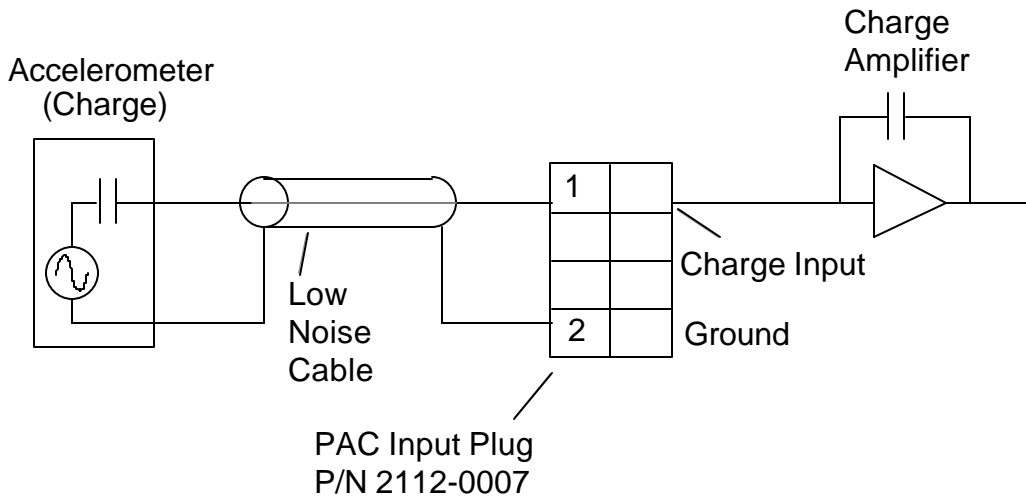 Charge
Amplifier
Accelerometer
(Charge)
1
Charge Input
Low
Noise
Cable
2
Ground
PAC Input Plug
P/N 2112-0007